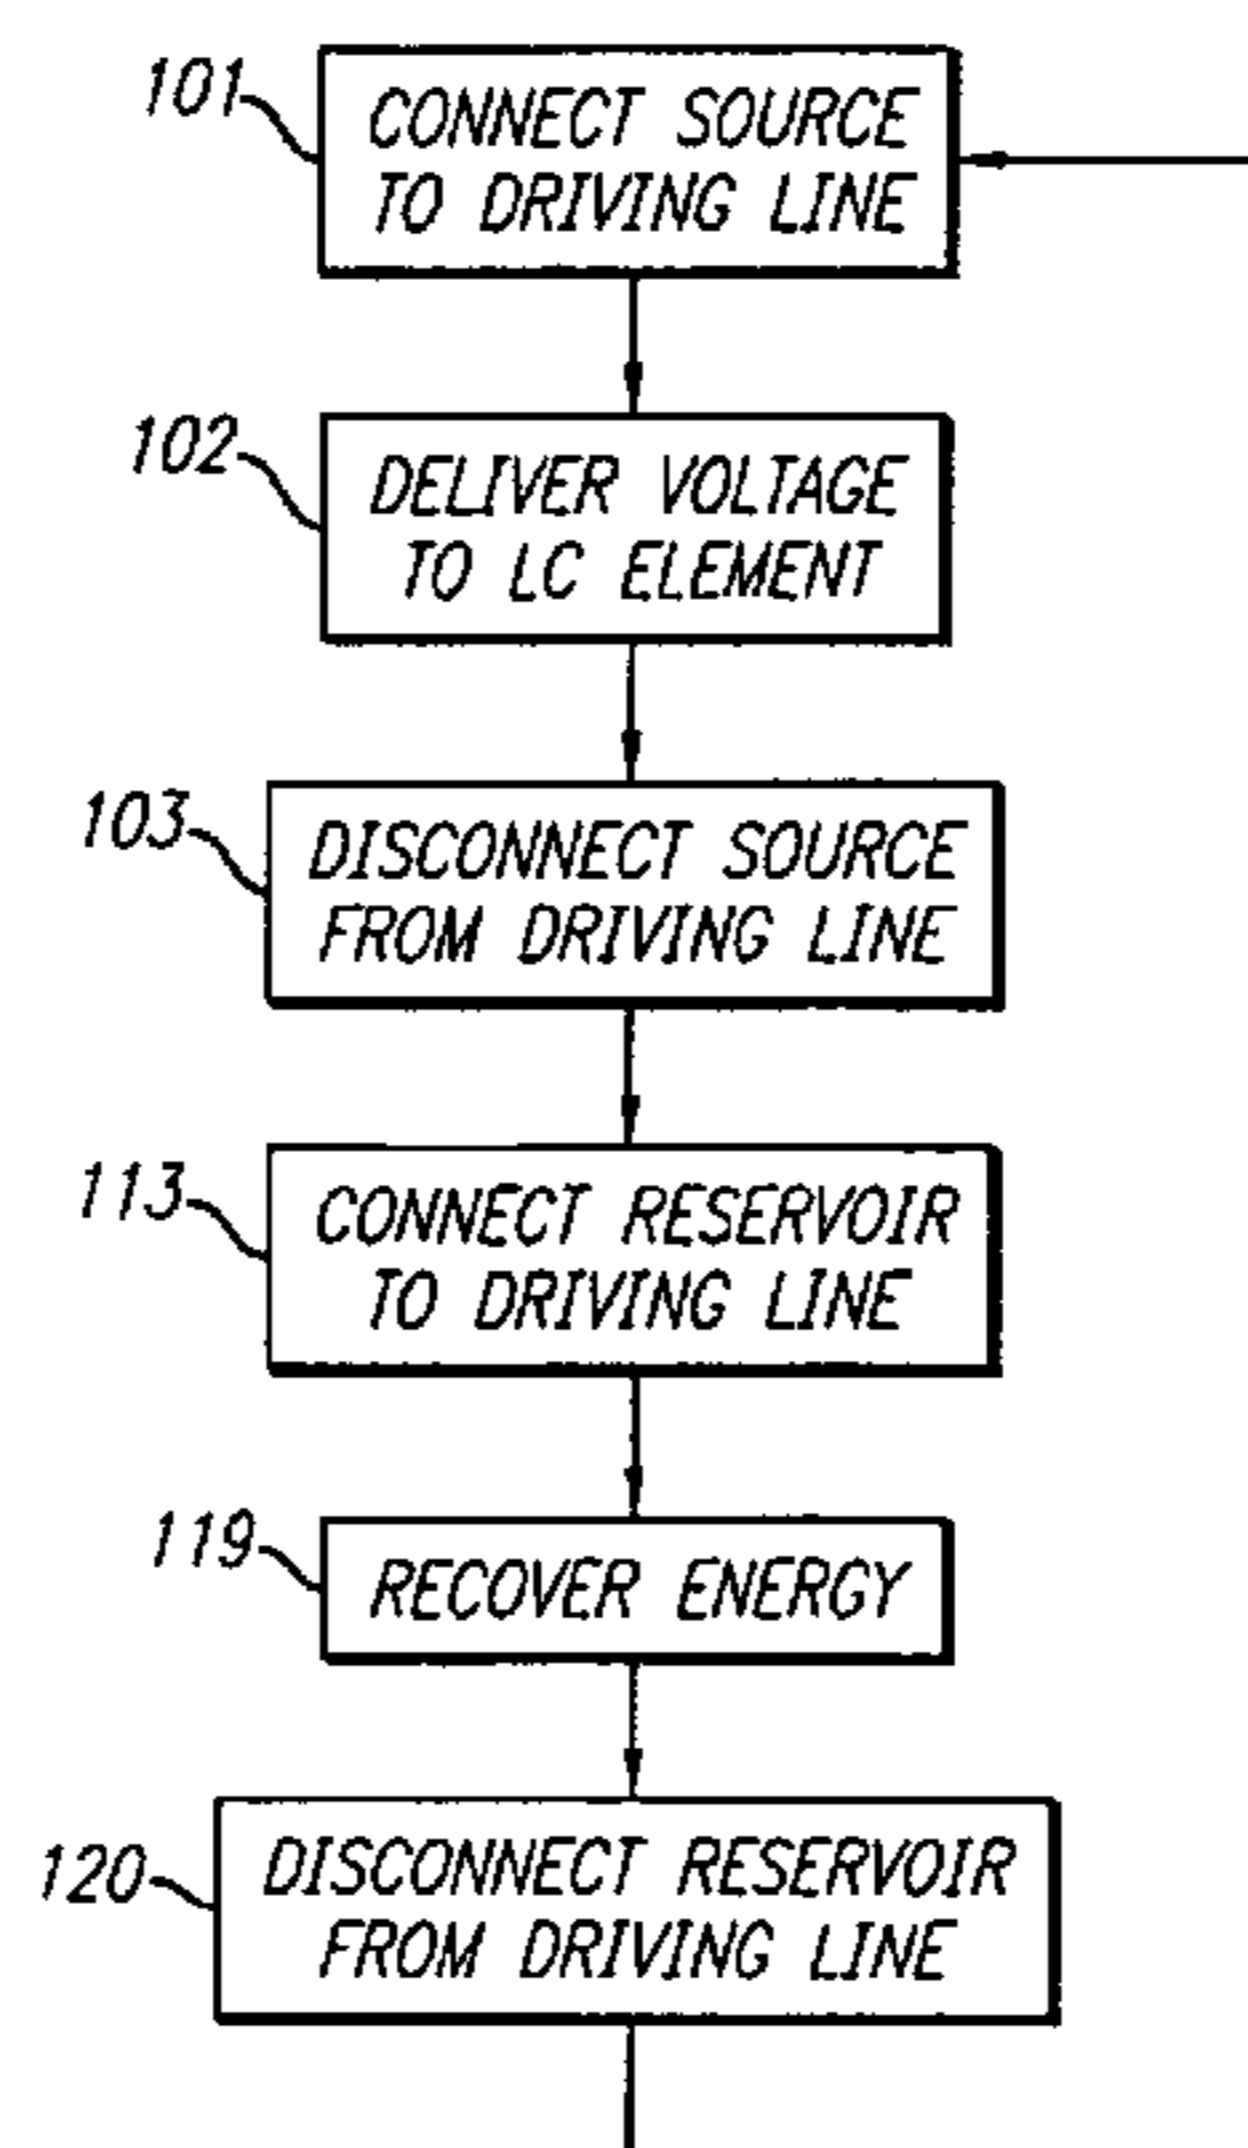 101
CONNECT SOURCE
TO DRIVING LINE
102
DELIVER VOLTAGE
TO LC ELEMENT
103
DISCONNECT SOURCE
FROM DRIVING LINE
113
CONNECT RESERVOIR
TO DRIVING LINE
119
RECOVER ENERGY
120
DISCONNECT RESERVOIR
FROM DRIVING LINE